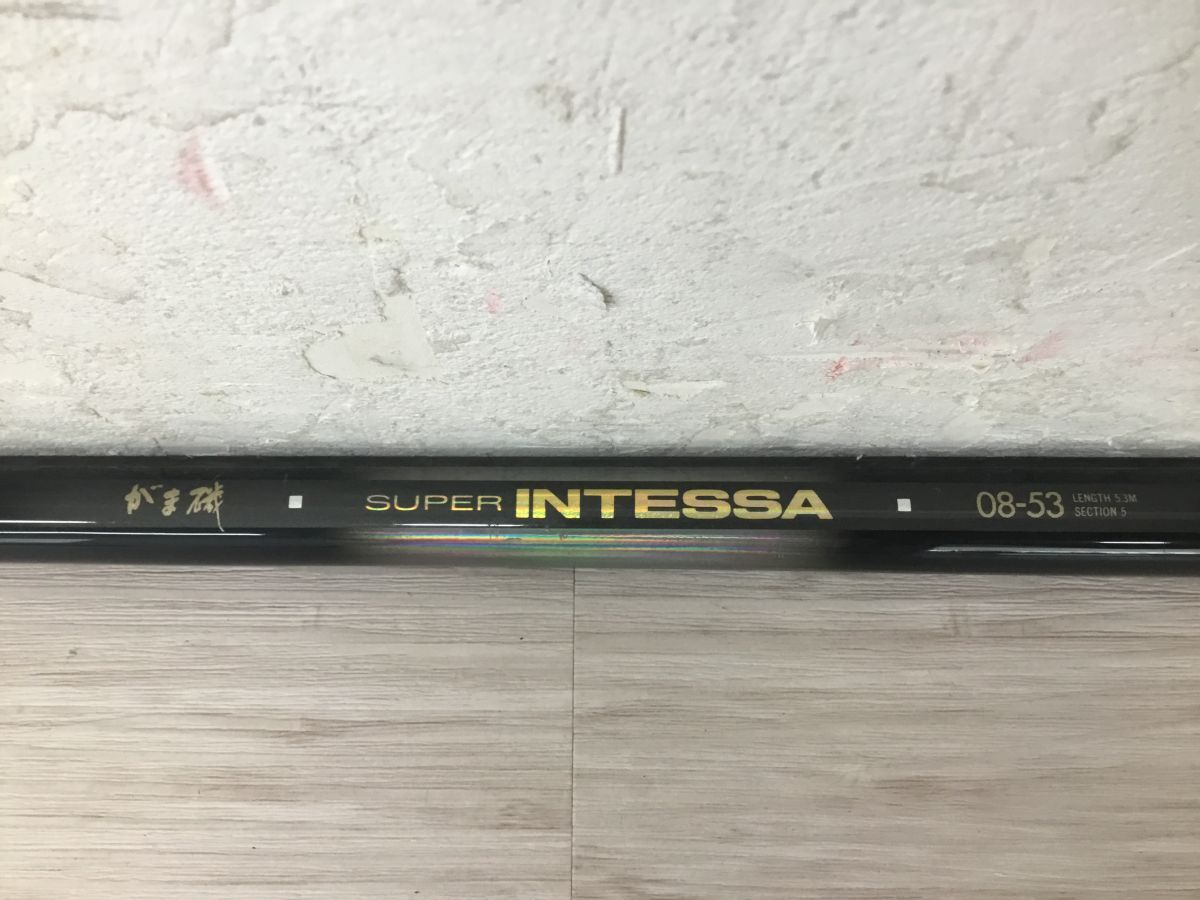 がま磯 SUPER INTESSA 08-53
LENGTH 5.3M
SECTION 5